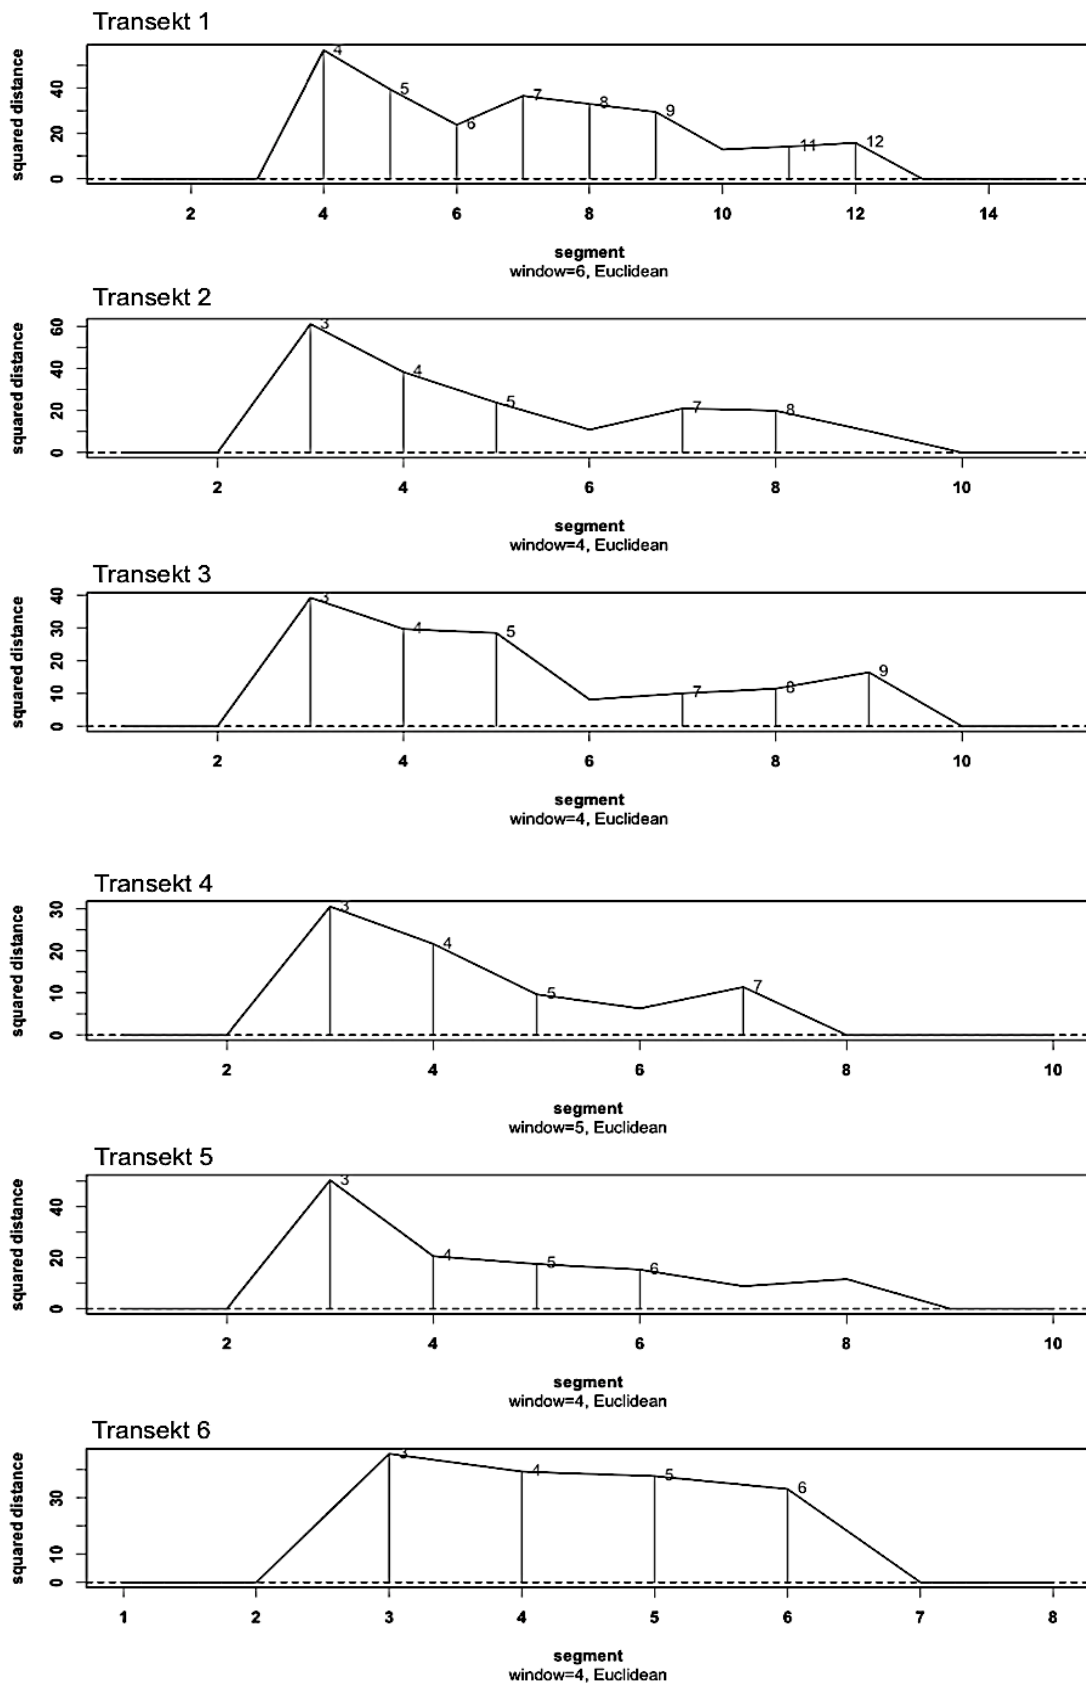 Transekt 1
squared distance
40
20
0
4
5
6
7
8
9
11
12
2 4 6 8 10 12 14
segment
window=6, Euclidean
Transekt 2
squared distance
60
40
20
0
3
4
5
7
8
2 4 6 8 10
segment
window=4, Euclidean
Transekt 3
squared distance
40
30
20
10
0
3
4
5
7
8
9
2 4 6 8 10
segment
window=4, Euclidean
Transekt 4
squared distance
30
20
10
0
3
4
5
7
2 4 6 8 10
segment
window=5, Euclidean
Transekt 5
squared distance
40
20
0
3
4
5
6
2 4 6 8 10
segment
window=4, Euclidean
Transekt 6
squared distance
30
10
0
3
4
5
6
1 2 3 4 5 6 7 8
segment
window=4, Euclidean